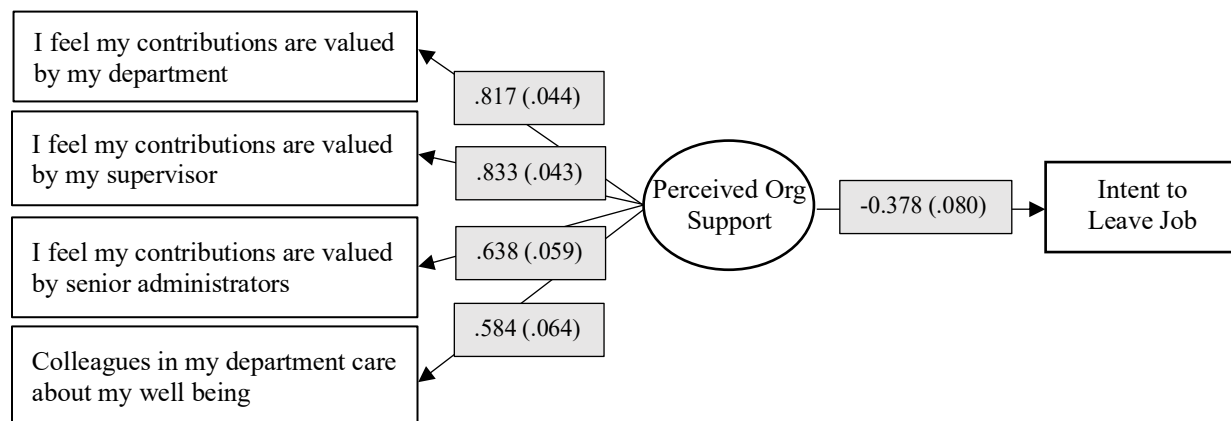 I feel my contributions are valued
by my department
.817 (.044)
I feel my contributions are valued
by my supervisor
.833 (.043)
I feel my contributions are valued
by senior administrators
.638 (.059)
Colleagues in my department care
about my well being
.584 (.064)
Perceived Org
Support
-0.378 (.080)
Intent to
Leave Job